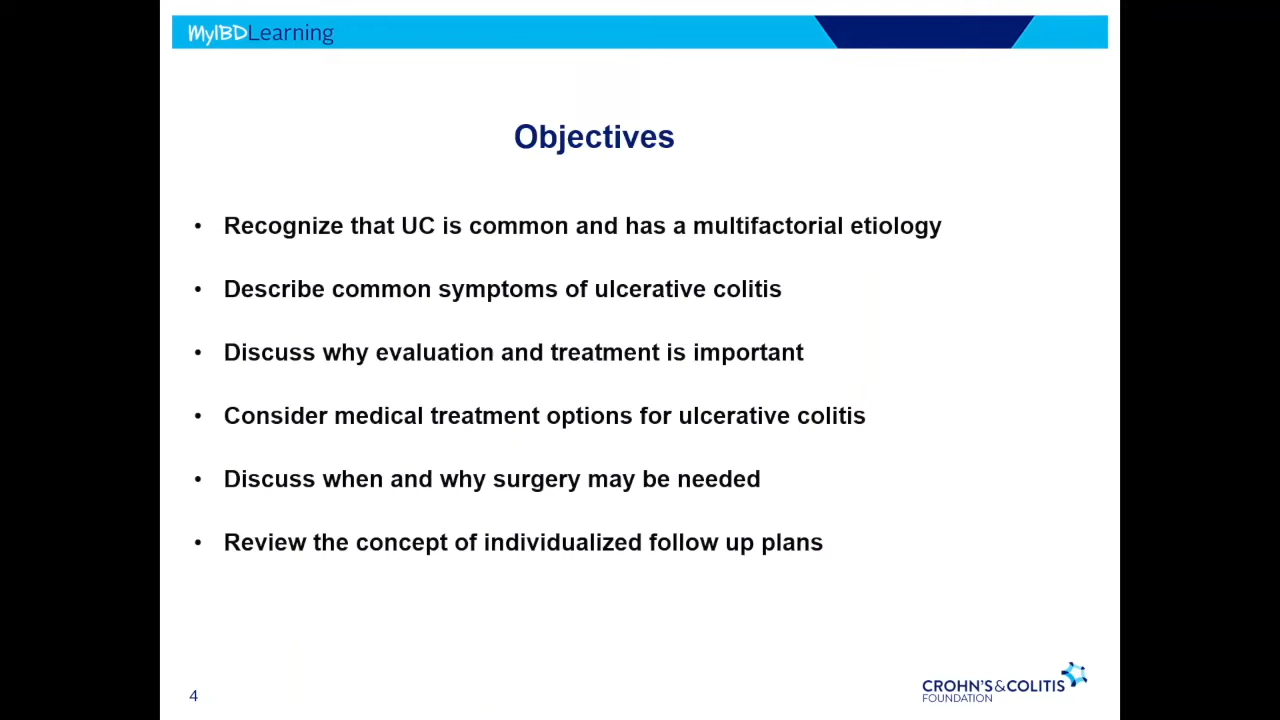 MyIBDLearning
Objectives
• Recognize that UC is common and has a multifactorial etiology
• Describe common symptoms of ulcerative colitis
• Discuss why evaluation and treatment is important
• Consider medical treatment options for ulcerative colitis
• Discuss when and why surgery may be needed
• Review the concept of individualized follow up plans
4
CROHN'S&COLITIS
FOUNDATION